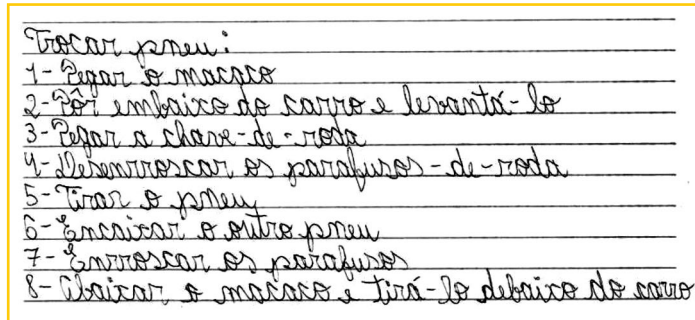 Trocar pneu:
1- Pegar o macaco
2- Pôr embaixo do carro e levantá-lo
3- Pegar a chave-de-roda
4- Desenrroscar os parafusos-de-roda
5- Tirar o pneu
6- Encaixar o outro pneu
7- Enrroscar os parafusos
8- Abaixar o macaco e tirá-lo debaixo do carro